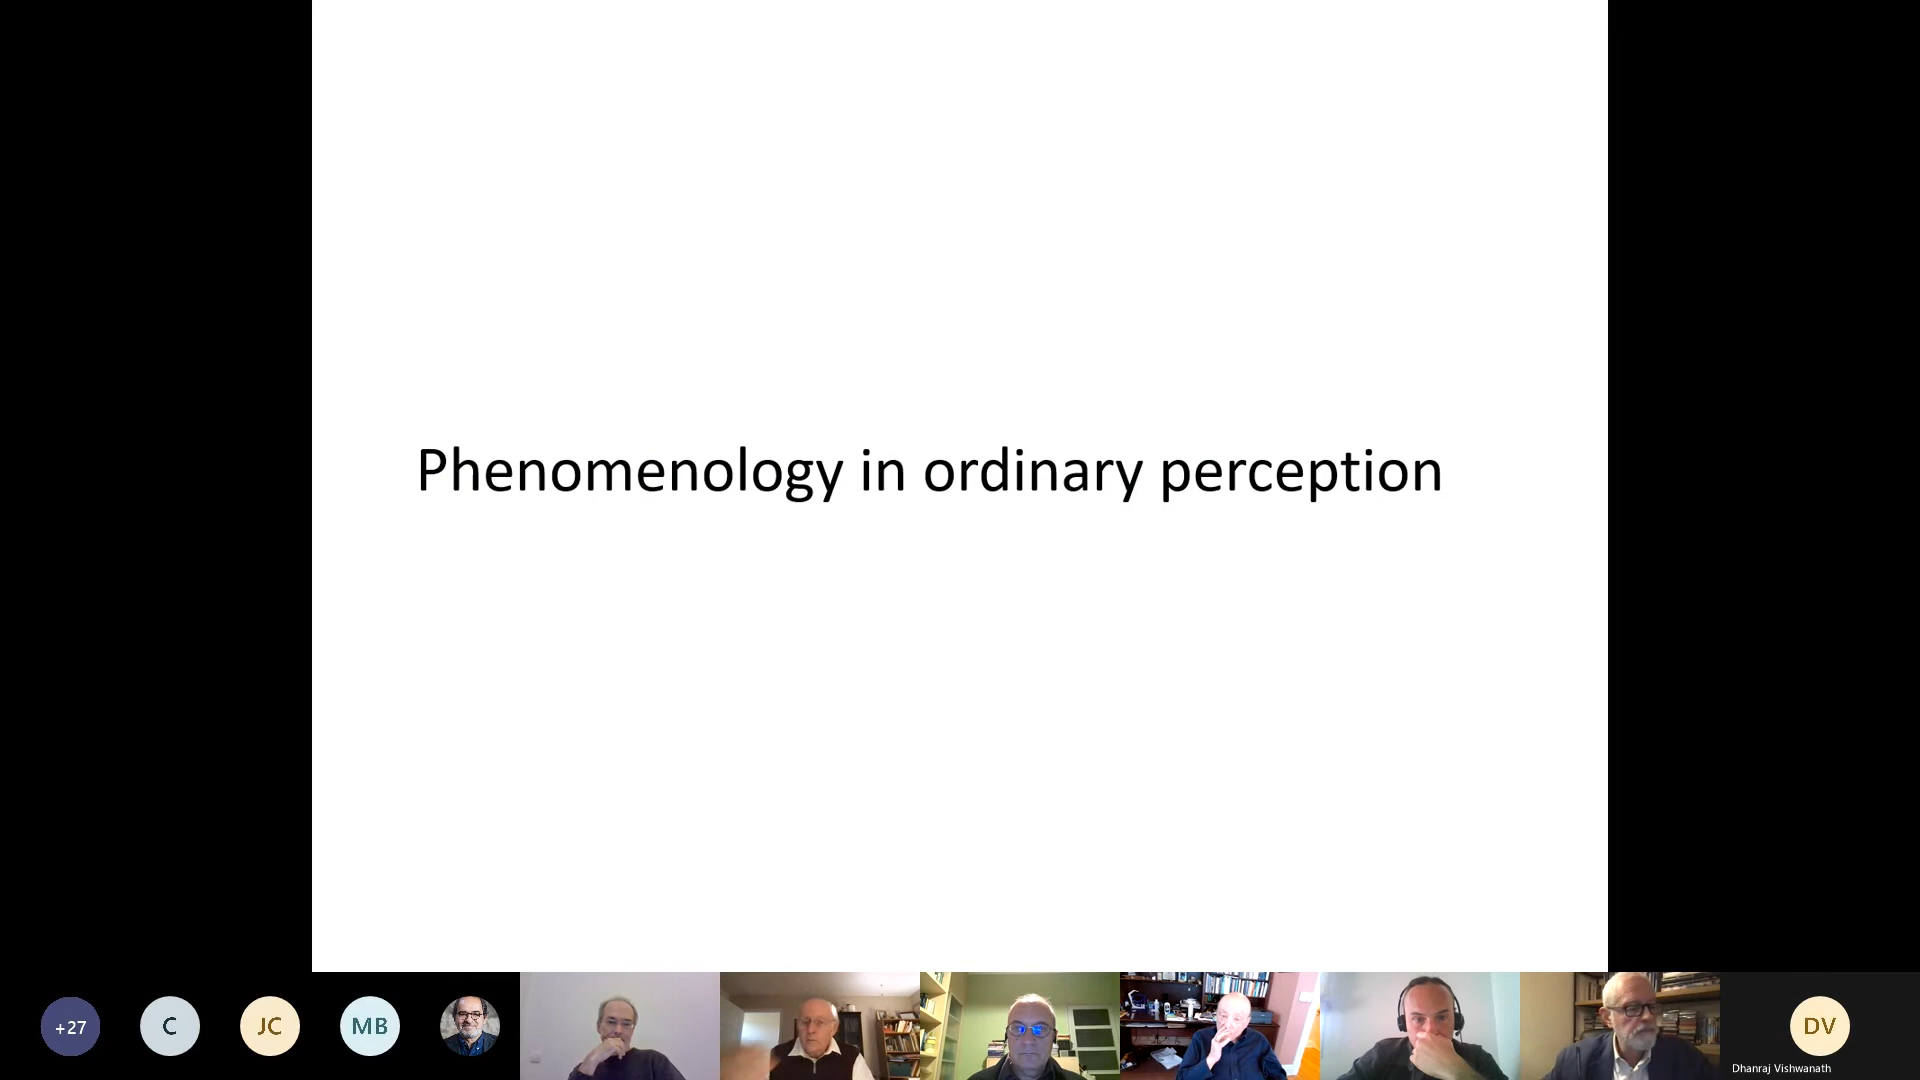 Phenomenology in ordinary perception
+27
C
JC
MB
DV
Dhanraj Vishwanath